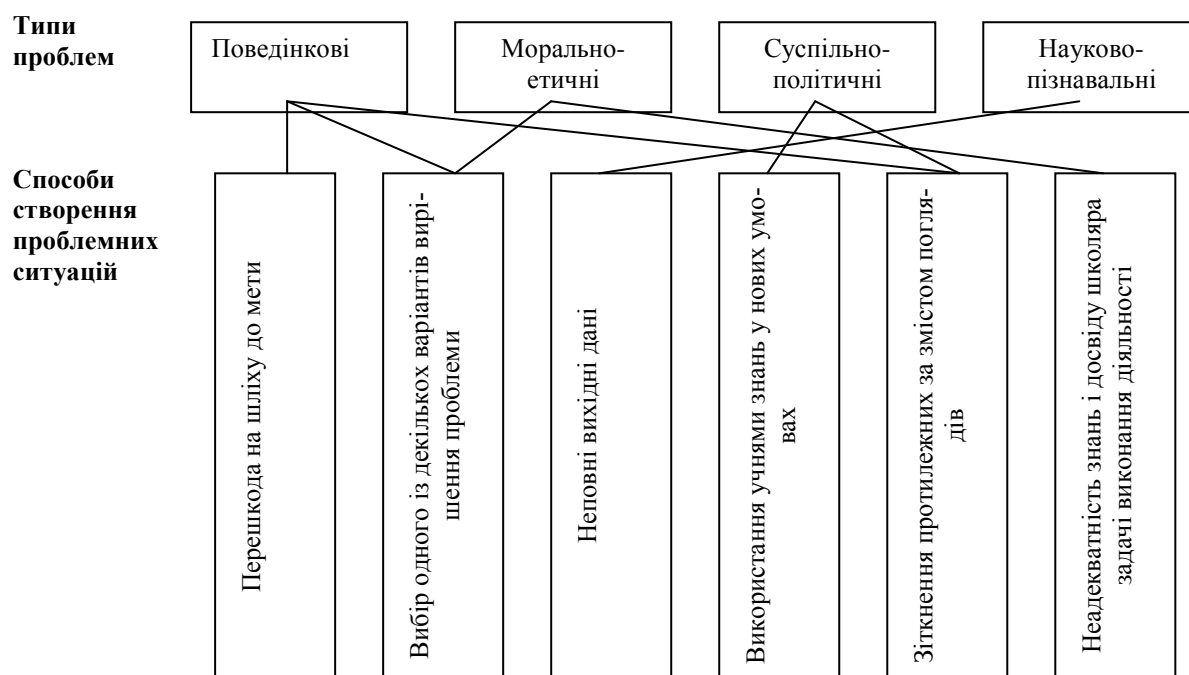 Типи
проблем
Поведінкові
Морально-
етичні
Суспільно-
політичні
Науково-
пізнавальні
Способи
створення
проблемних
ситуацій
Перешкода на шліху до мети
Вибір одного із декількох варіантів вирі-
шення проблеми
Неповні вихідні дані
Використання учнями знань у нових умо-
вах
Зіткнення протилежних за змістом погля-
дів
Неадекватність знань і досвіду школяра
задачі виконання діяльності